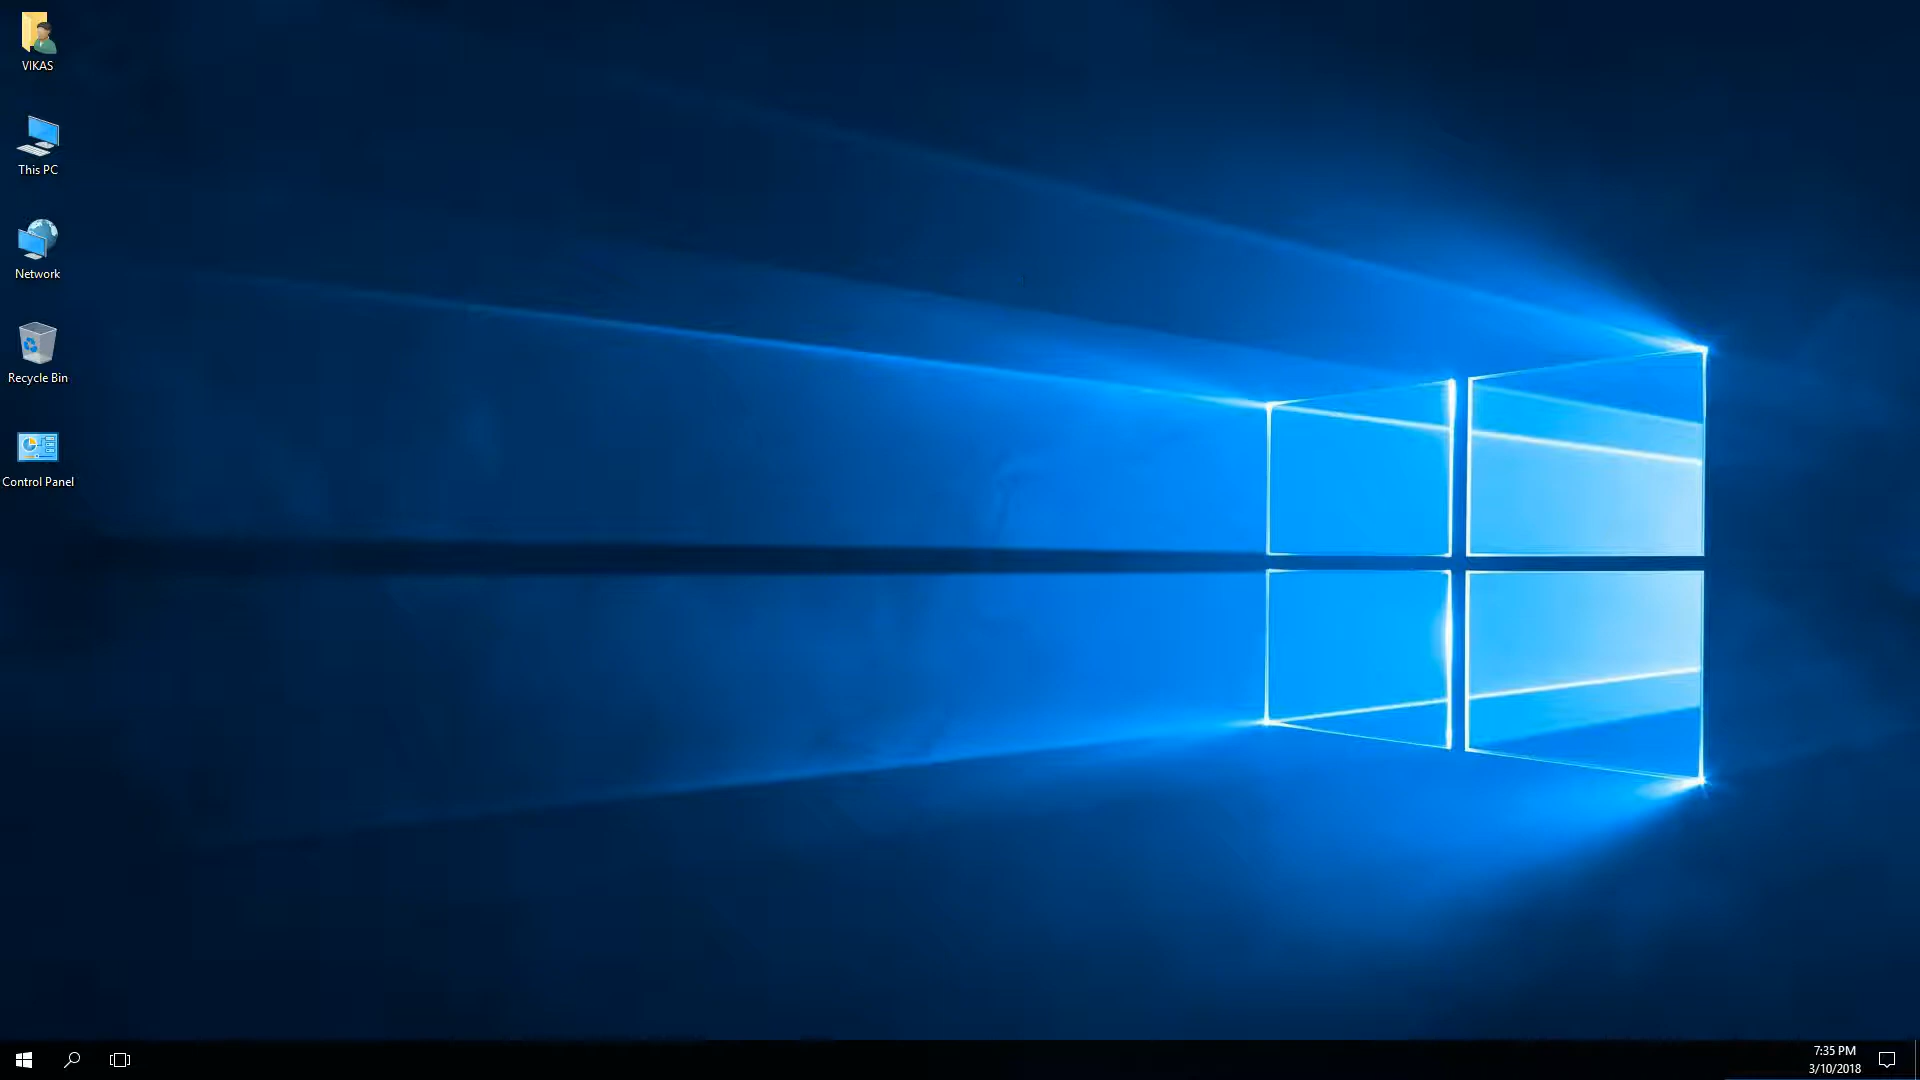 VIKAS
This PC
Network
Recycle Bin
Control Panel
7:35 PM
3/10/2018